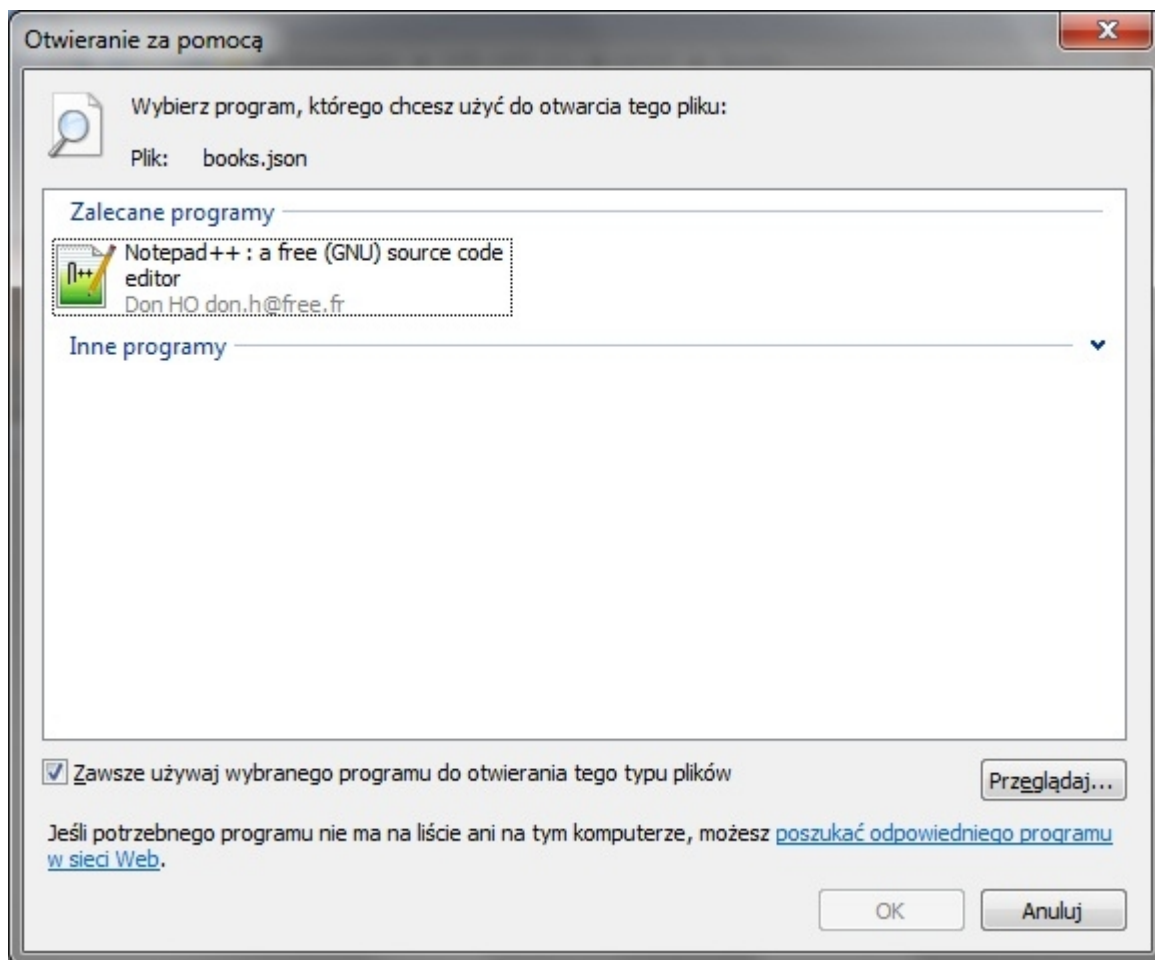 Otwieranie za pomocą
Wybierz program, którego chcesz użyć do otwarcia tego pliku:
Plik: books.json
Zalecane programy
Notepad++ : a free (GNU) source code
editor
Don HO don.h@free.fr
Inne programy
Zawsze używaj wybranego programu do otwierania tego typu plików
Przeglądaj...
Jeśli potrzebnego programu nie ma na liście ani na tym komputerze, możesz poszukać odpowiedniego programu
w sieci Web.
OK Anuluj